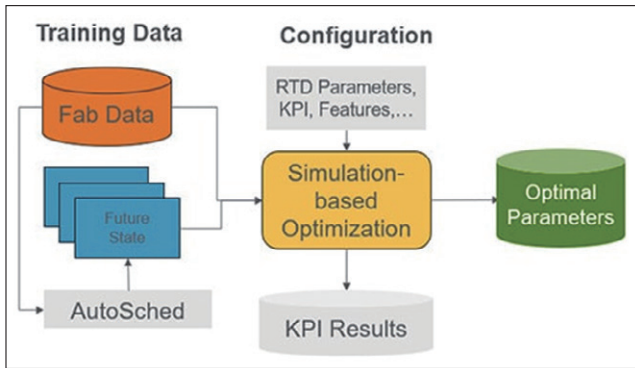 Training Data
Configuration
Fab Data
RTD Parameters,
KPI, Features,...
Future
State
Simulation-
based
Optimization
Optimal
Parameters
AutoSched
KPI Results